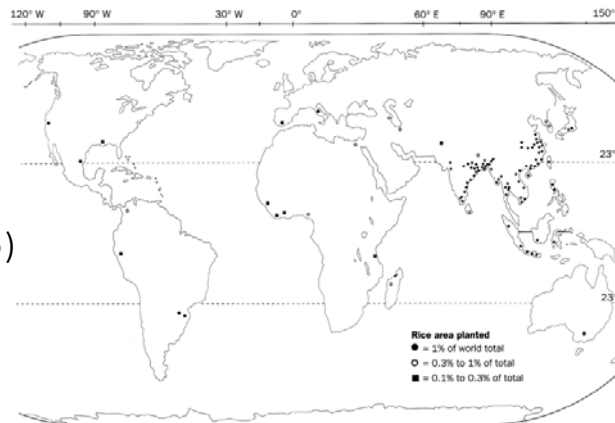 120° W 90° W 0° 60° E 90° E 150°
23°
)
23°
Rice area planted
● = 1% of world total
○ = 0.3% to 1% of total
■ = 0.1% to 0.3% of total